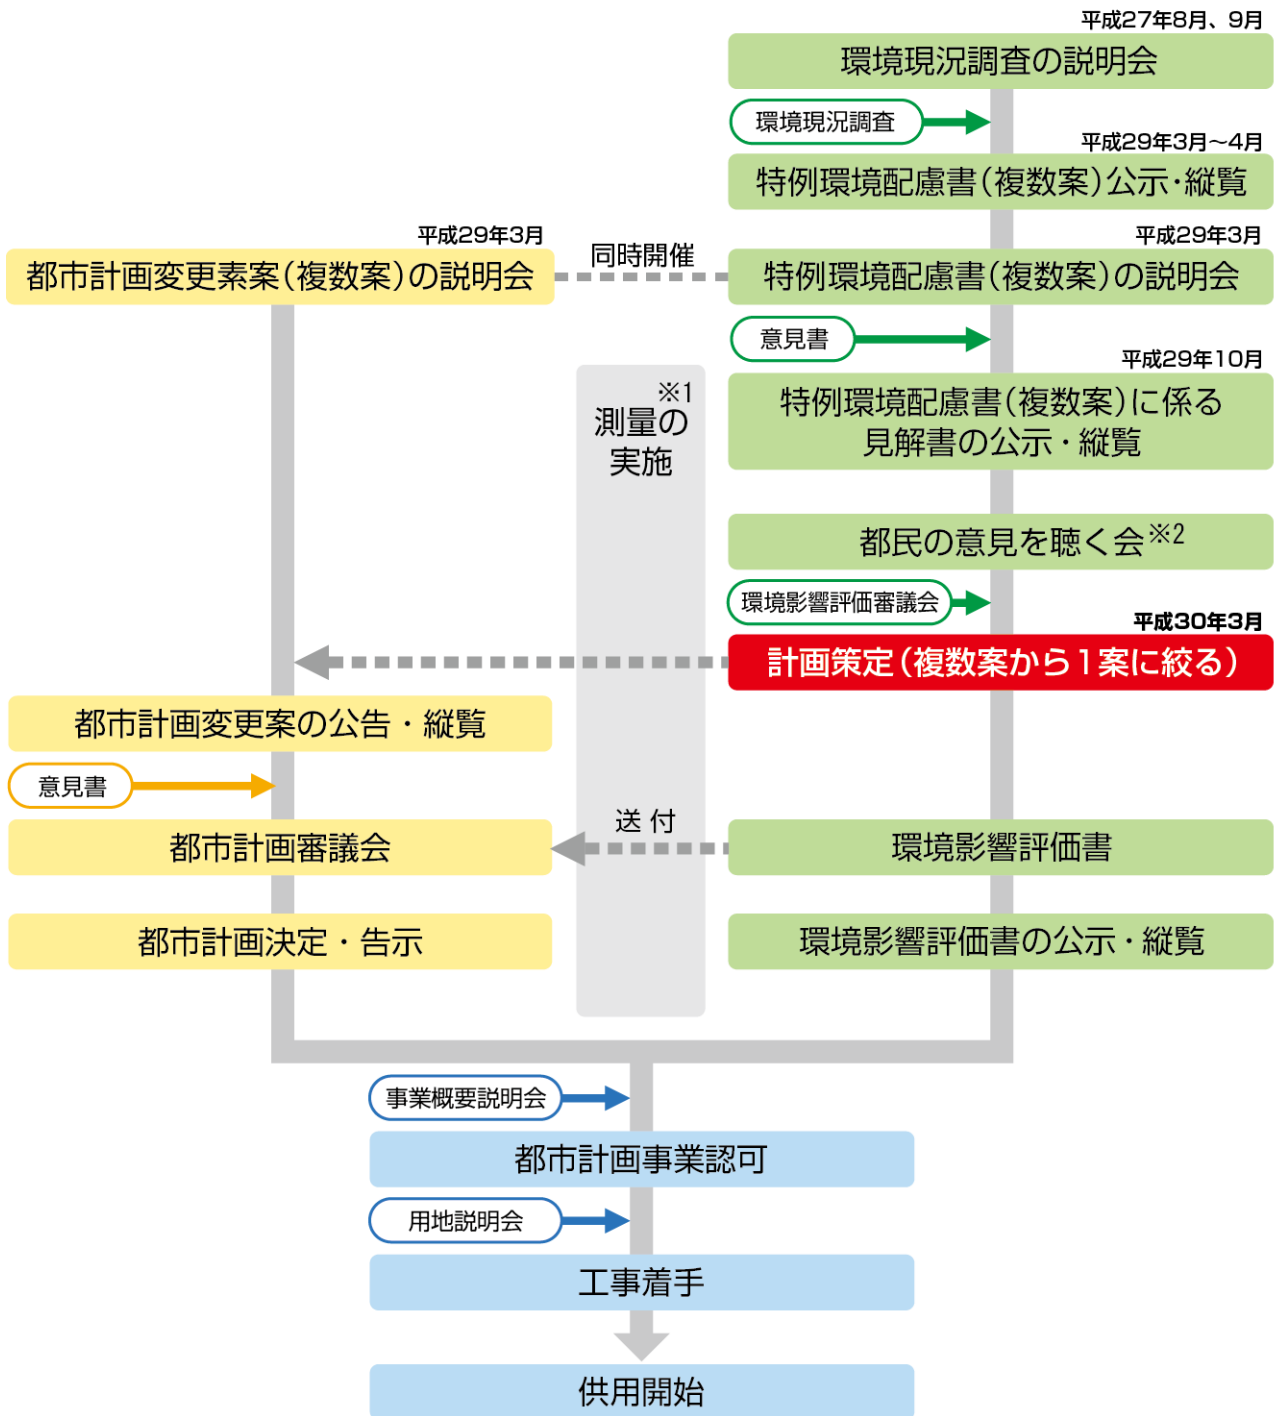 平成27年8月、9月
環境現況調査の説明会
環境現況調査
平成29年3月～4月
特例環境配慮書（複数案）公示・縦覧
平成29年3月
都市計画変更素案（複数案）の説明会
同時開催
平成29年3月
特例環境配慮書（複数案）の説明会
意見書
平成29年10月
特例環境配慮書（複数案）に係る
見解書の公示・縦覧
※1
測量の
実施
都民の意見を聴く会※2
環境影響評価審議会
平成30年3月
計画策定（複数案から1案に絞る）
都市計画変更案の公告・縦覧
意見書
送付
都市計画審議会
環境影響評価書
都市計画決定・告示
環境影響評価書の公示・縦覧
事業概要説明会
都市計画事業認可
用地説明会
工事着手
供用開始